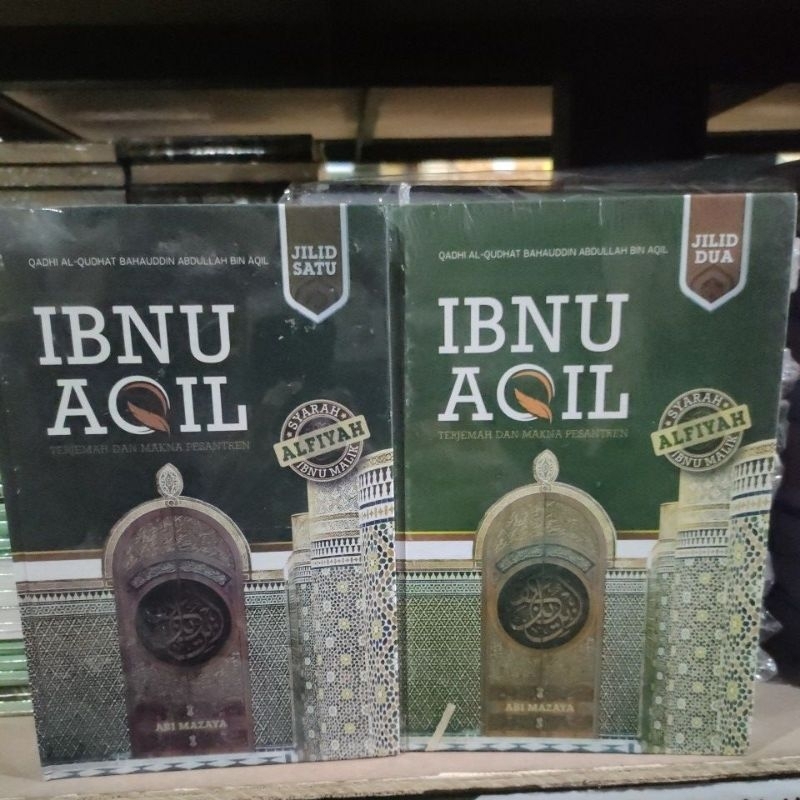 QADHI AL-QUDHAT BAHAUDDIN ABDULLAH BIN AQIL
JILID
SATU
IBNU
AQIL
TERJEMAH DAN MAKNA PESANTREN
SYARAH
ALFIYAH
IBNU MALIK
ABI MAZAYA
QADHI AL-QUDHAT BAHAUDDIN ABDULLAH BIN AQIL
JILID
DUA
IBNU
AQIL
TERJEMAH DAN MAKNA PESANTREN
SYARAH
ALFIYAH
IBNU MALIK
ABI MAZAYA